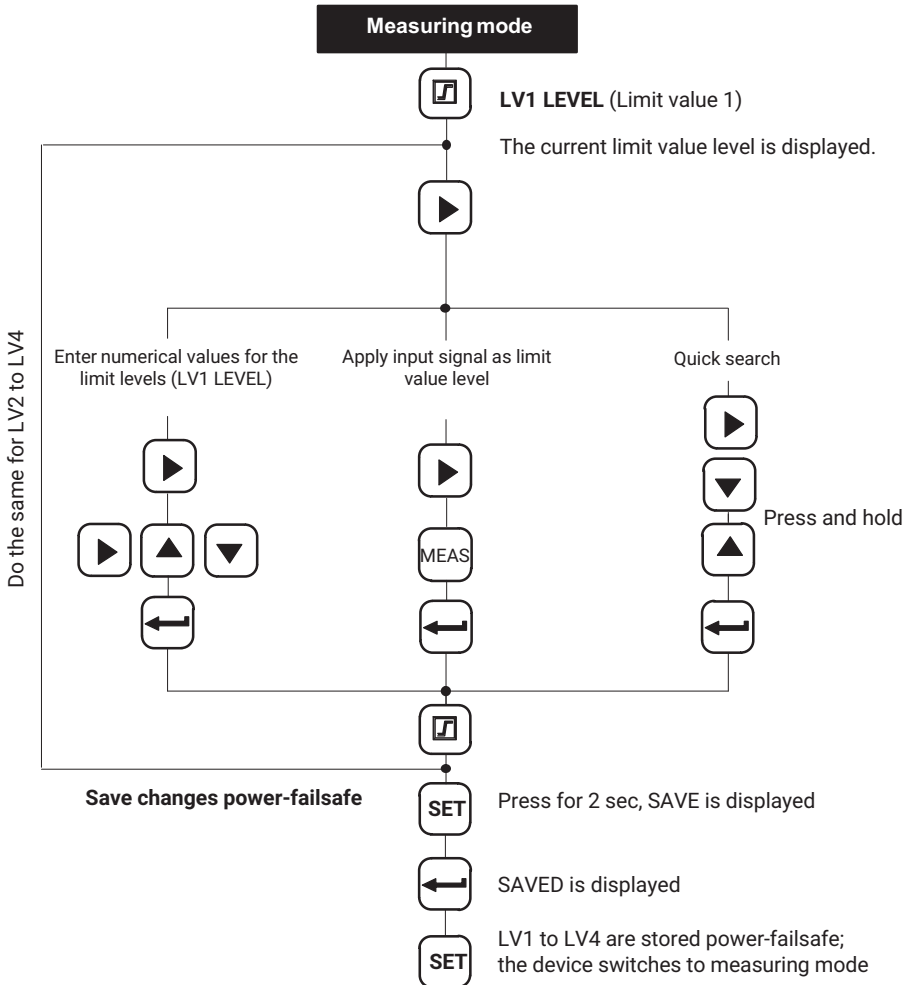 Measuring mode
LV1 LEVEL (Limit value 1)
The current limit value level is displayed.
Do the same for LV2 to LV4
Enter numerical values for the
limit levels (LV1 LEVEL)
Apply input signal as limit
value level
Quick search
Press and hold
MEAS
Save changes power-failsafe
SET
Press for 2 sec, SAVE is displayed
SAVED is displayed
SET
LV1 to LV4 are stored power-failsafe;
the device switches to measuring mode